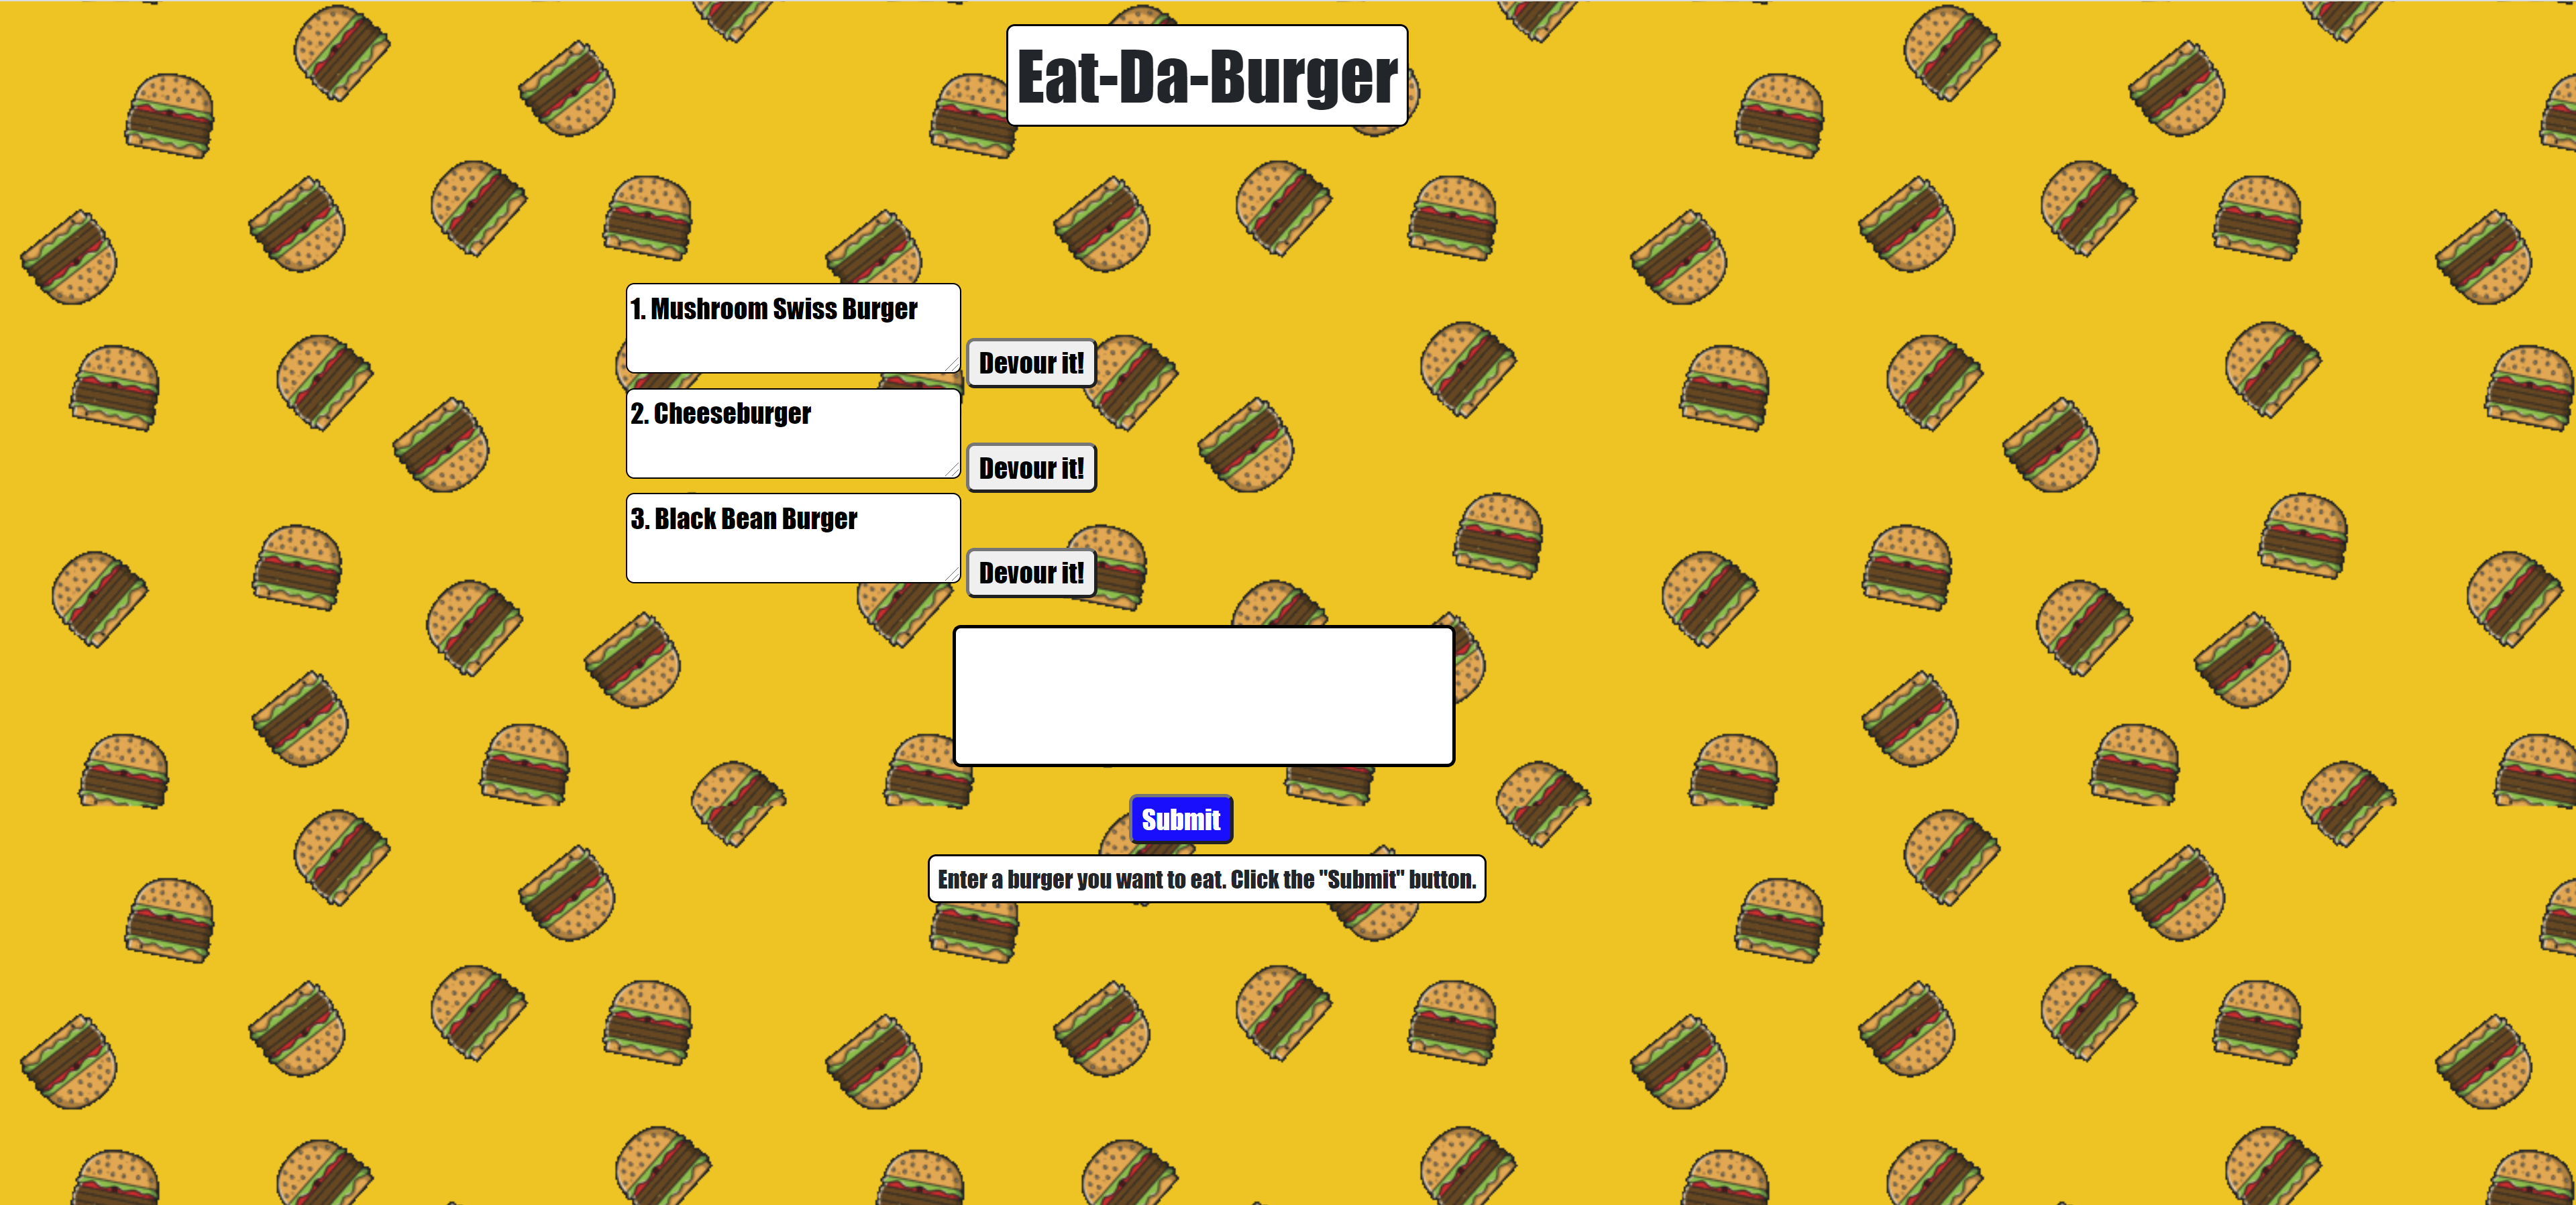 Eat-Da-Burger
1. Mushroom Swiss Burger
Devour it!
2. Cheeseburger
Devour it!
3. Black Bean Burger
Devour it!
Submit
Enter a burger you want to eat. Click the "Submit" button.